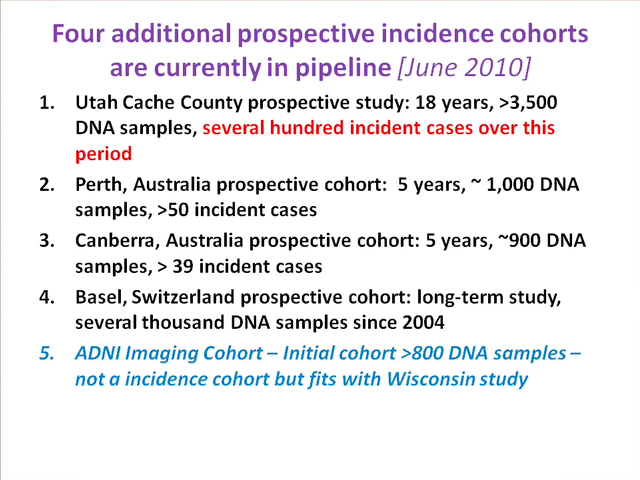 Four additional prospective incidence cohorts
are currently in pipeline [June 2010]
1. Utah Cache County prospective study: 18 years, >3,500
DNA samples, several hundred incident cases over this
period
2. Perth, Australia prospective cohort:  5 years, ~ 1,000 DNA
samples, >50 incident cases
3. Canberra, Australia prospective cohort: 5 years, ~900 DNA
samples, > 39 incident cases
4. Basel, Switzerland prospective cohort: long-term study,
several thousand DNA samples since 2004
5. ADNI Imaging Cohort – Initial cohort >800 DNA samples –
not a incidence cohort but fits with Wisconsin study